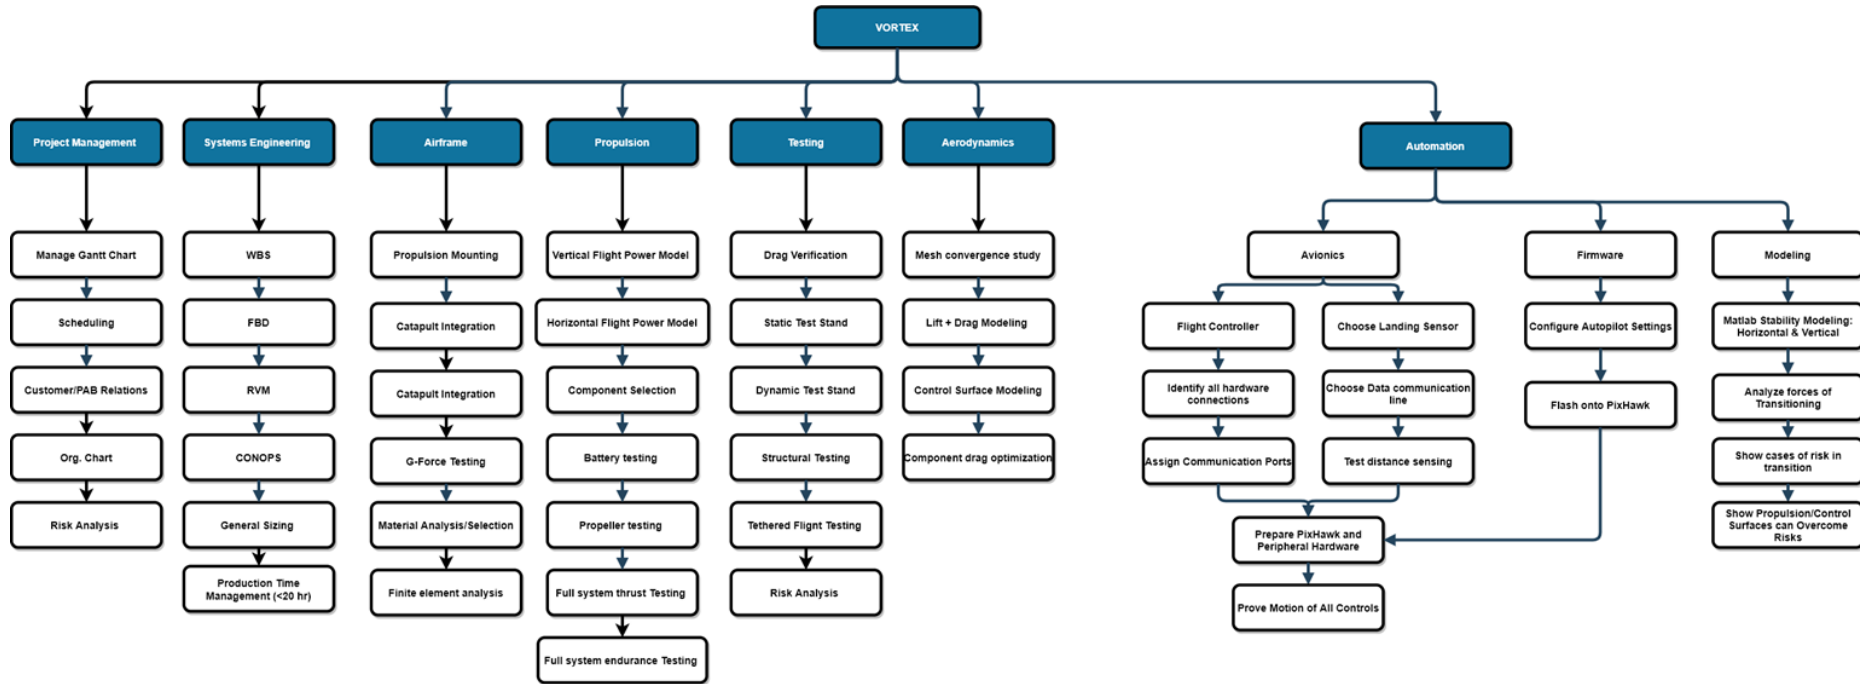 VORTEX
Project Management
Systems Engineering
Airframe
Propulsion
Testing
Aerodynamics
Automation
Manage Gantt Chart
Scheduling
Customer/PAB Relations
Org. Chart
Risk Analysis
WBS
FBD
RVM
CONOPS
General Sizing
Production Time
Management (<20 hr)
Propulsion Mounting
Catapult Integration
Catapult Integration
G-Force Testing
Material Analysis/Selection
Finite element analysis
Vertical Flight Power Model
Horizontal Flight Power Model
Component Selection
Battery testing
Propeller testing
Full system thrust Testing
Full system endurance Testing
Drag Verification
Static Test Stand
Dynamic Test Stand
Structural Testing
Tethered Flignt Testing
Risk Analysis
Mesh convergence study
Lift + Drag Modeling
Control Surface Modeling
Component drag optimization
Avionics
Flight Controller
Identify all hardware
connections
Assign Communication Ports
Choose Landing Sensor
Choose Data communication
line
Test distance sensing
Prepare PixHawk and
Peripheral Hardware
Prove Motion of All Controls
Firmware
Configure Autopilot Settings
Flash onto PixHawk
Modeling
Matlab Stability Modeling:
Horizontal & Vertical
Analyze forces of
Transitioning
Show cases of risk in
transition
Show Propulsion/Control
Surfaces can Overcome
Risks